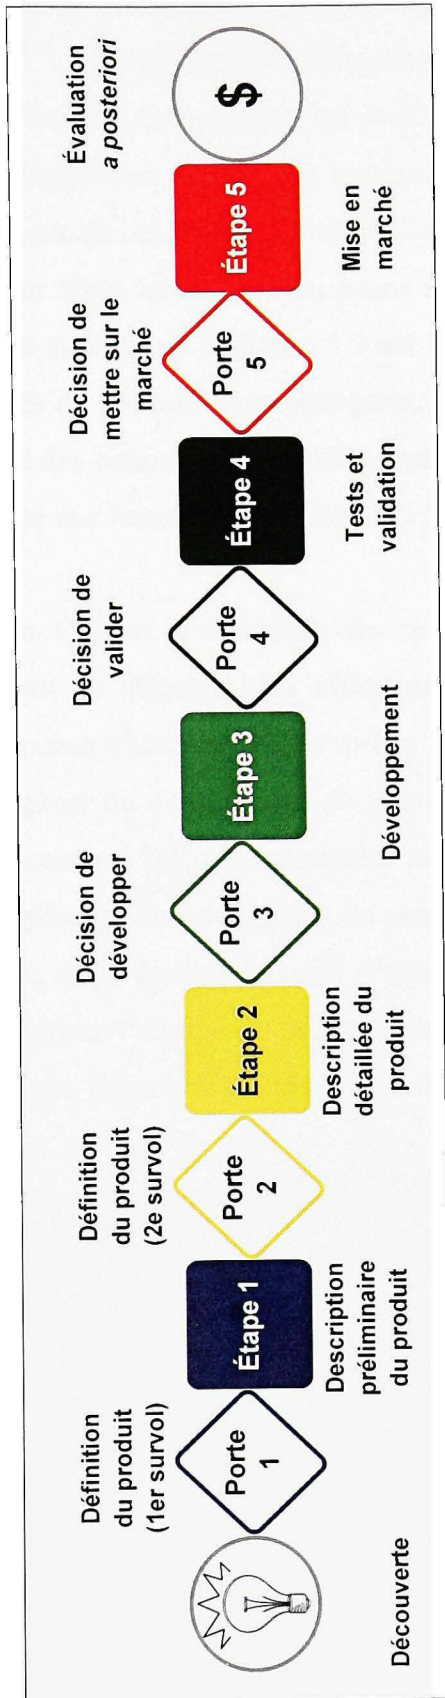 Découverte
Définition
du produit
(1er survol)
Porte
1
Étape 1
Description
préliminaire
du produit
Définition
du produit
(2e survol)
Porte
2
Étape 2
Description
détaillée du
produit
Décision de
développer
Porte
3
Étape 3
Développement
Décision de
valider
Porte
4
Étape 4
Tests et
validation
Décision de
mettre sur le
marché
Porte
5
Étape 5
Mise en
marché
Évaluation
a posteriori
$